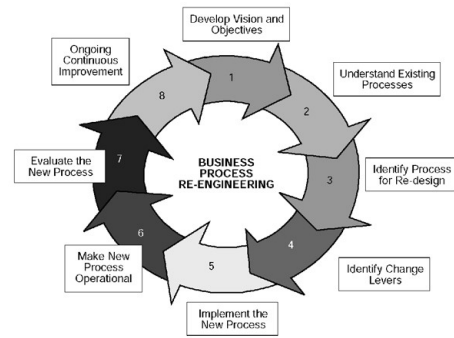 Develop Vision and
Objectives
1
Understand Existing
Processes
2
Identify Process
for Re-design
3
Identify Change
Levers
4
Implement the
New Process
5
Make New
Process
Operational
6
Evaluate the
New Process
7
Ongoing
Continuous
Improvement
8
BUSINESS
PROCESS
RE-ENGINEERING